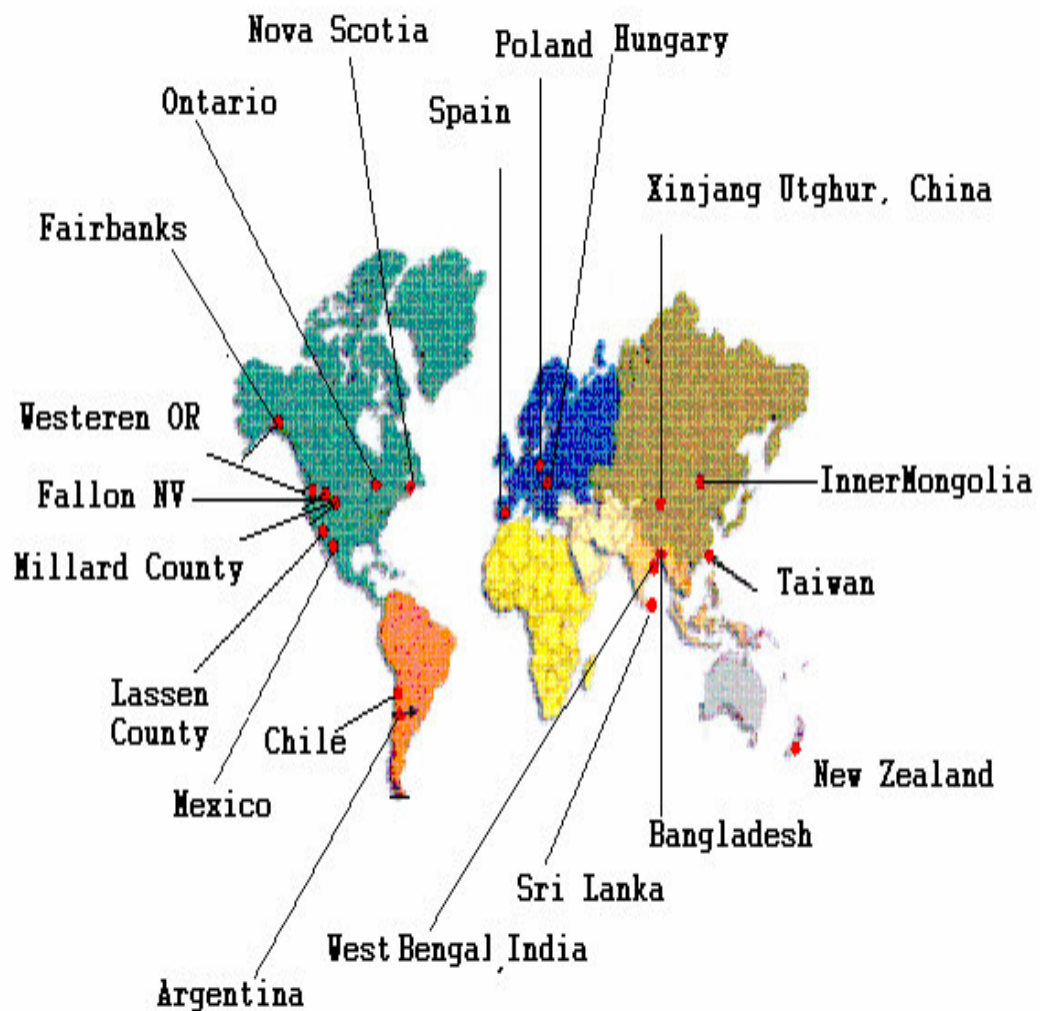 Nova Scotia
Poland
Hungary
Ontario
Spain
Xinjang Utghur, China
Fairbanks
Westeren OR
Fallon NV
InnerMongolia
Millard County
Taiwan
Lassen
County
Chile
New Zealand
Mexico
Bangladesh
Sri Lanka
West Bengal,India
Argentina